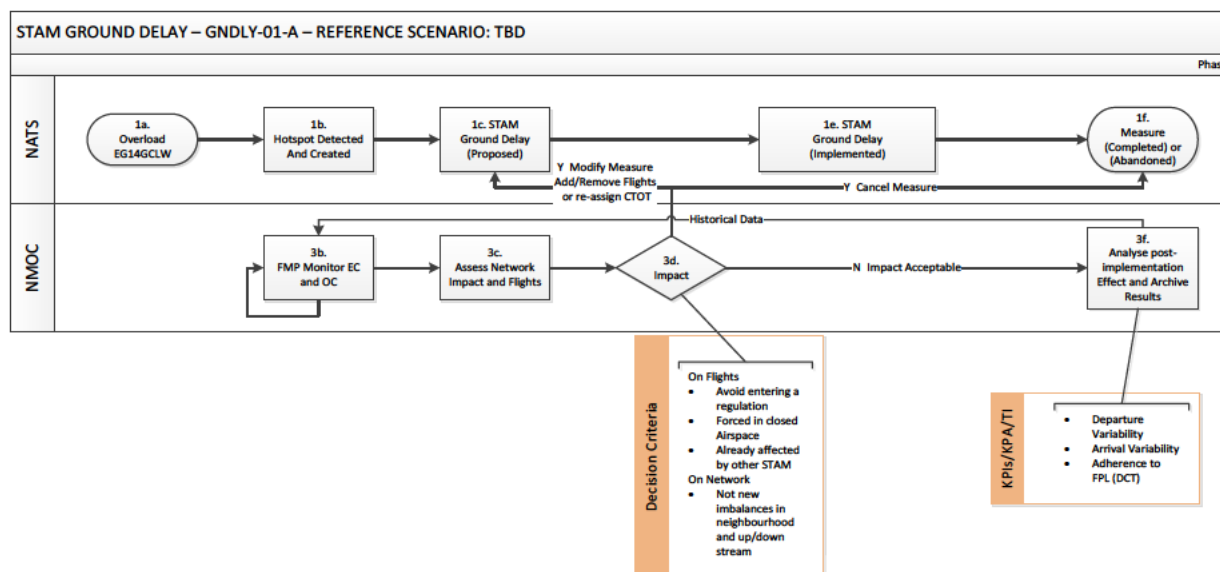 STAM GROUND DELAY – GNDLY-01-A – REFERENCE SCENARIO: TBD
Phas
NATS
1a.
Overload
EG14GCLW
1b.
Hotspot Detected
And Created
1c. STAM
Ground Delay
(Proposed)
1e. STAM
Ground Delay
(Implemented)
1f.
Measure
(Completed) or
(Abandoned)
Y Modify Measure
Add/Remove Flights
or re-assign CTOT
Y Cancel Measure
NMOC
Historical Data
3b.
FMP Monitor EC
and OC
3c.
Assess Network
Impact and Flights
3d.
Impact
N Impact Acceptable
3f.
Analyse post-
implementation
Effect and Archive
Results
Decision Criteria
On Flights
• Avoid entering a
regulation
• Forced in closed
Airspace
• Already affected
by other STAM
On Network
• Not new
imbalances in
neighbourhood
and up/down
stream
KPIs/KPA/TI
• Departure
Variability
• Arrival Variability
• Adherence to
FPL (DCT)